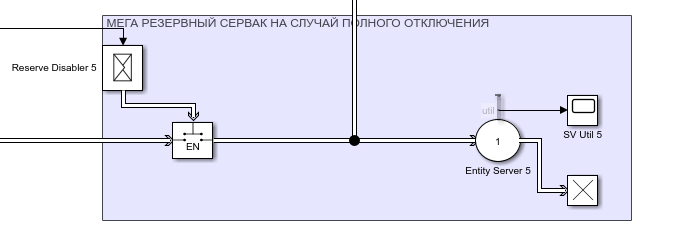 МЕГА РЕЗЕРВНЫЙ СЕРВАК НА СЛУЧАЙ ПОЛНОГО ОТКЛЮЧЕНИЯ
Reserve Disabler 5
util
EN
1
SV Util 5
Entity Server 5